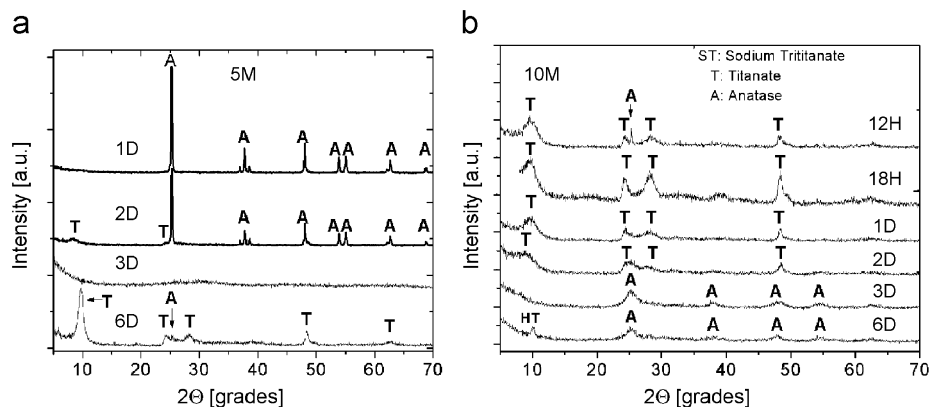 a
A
5M
1D
A A A A A A
2D
T T A A A A A A
3D
6D
T A
T T T T
Intensity [a.u.]
10 20 30 40 50 60 70
2Θ [grades]
b
10M
ST: Sodium Trititanate
T: Titanate
A: Anatase
12H
T T A T T
18H
T T T T
1D
T T T T
2D
T T T T
3D
A A A A
6D
HT A A A A
Intensity [a.u.]
10 20 30 40 50 60 70
2Θ [grades]